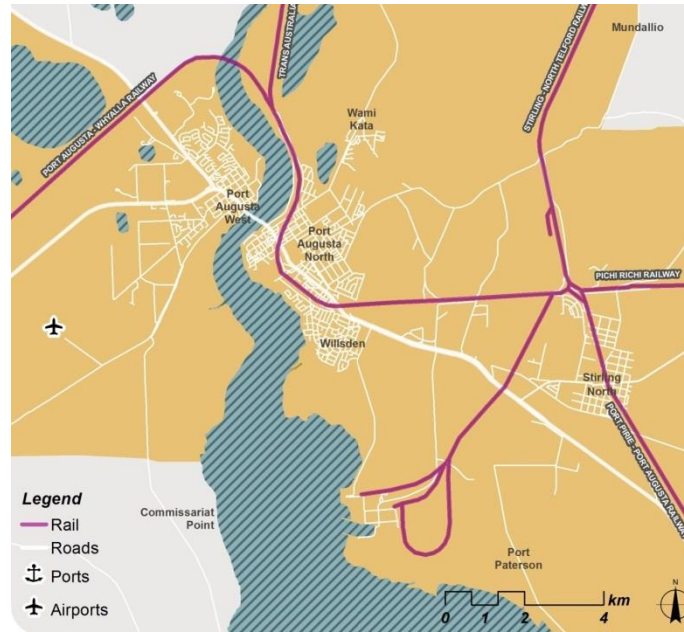 Mundallio
TRANS AUSTRALIA
STIRLING - NORTH TELFORD RAILWAY
PORT AUGUSTA - WHYALLA RAILWAY
Wami
Kata
Port
Augusta
West
Port
Augusta
North
PICHI RICHI RAILWAY
Willsden
Stirling
North
PORT PIRIE - PORT AUGUSTA RAILWAY
Legend
Rail
Roads
Ports
Airports
Commissariat
Point
Port
Paterson
km
0 1 2 4
N